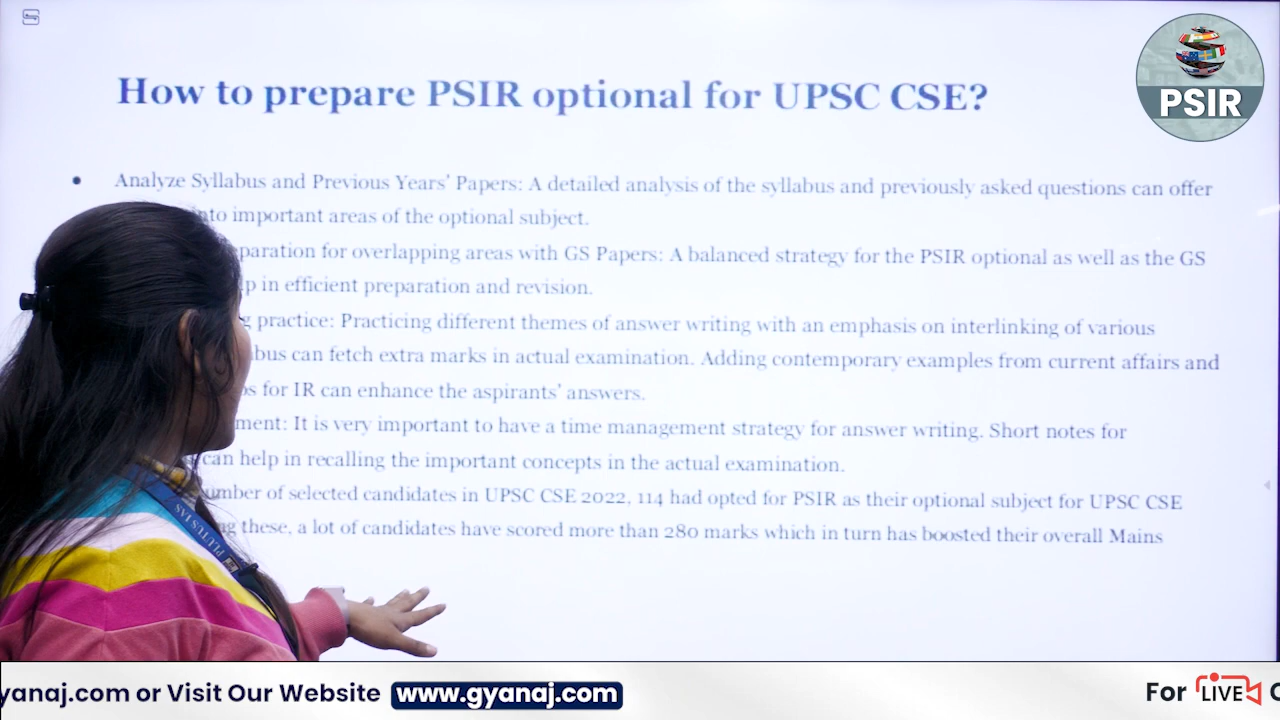 PSIR
How to prepare PSIR optional for UPSC CSE?
Analyze Syllabus and Previous Years' Papers: A detailed analysis of the syllabus and previously asked questions can offer
into important areas of the optional subject.
for overlapping areas with GS Papers: A balanced strategy for the PSIR optional as well as the GS
in efficient preparation and revision.
practice: Practicing different themes of answer writing with an emphasis on interlinking of various
can fetch extra marks in actual examination. Adding contemporary examples from current affairs and
for IR can enhance the aspirants' answers.
It is very important to have a time management strategy for answer writing. Short notes for
can help in recalling the important concepts in the actual examination.
of selected candidates in UPSC CSE 2022, 114 had opted for PSIR as their optional subject for UPSC CSE
these, a lot of candidates have scored more than 280 marks which in turn has boosted their overall Mains
PLUTUS IAS
yanaj.com or Visit Our Website www.gyanaj.com For LIVE